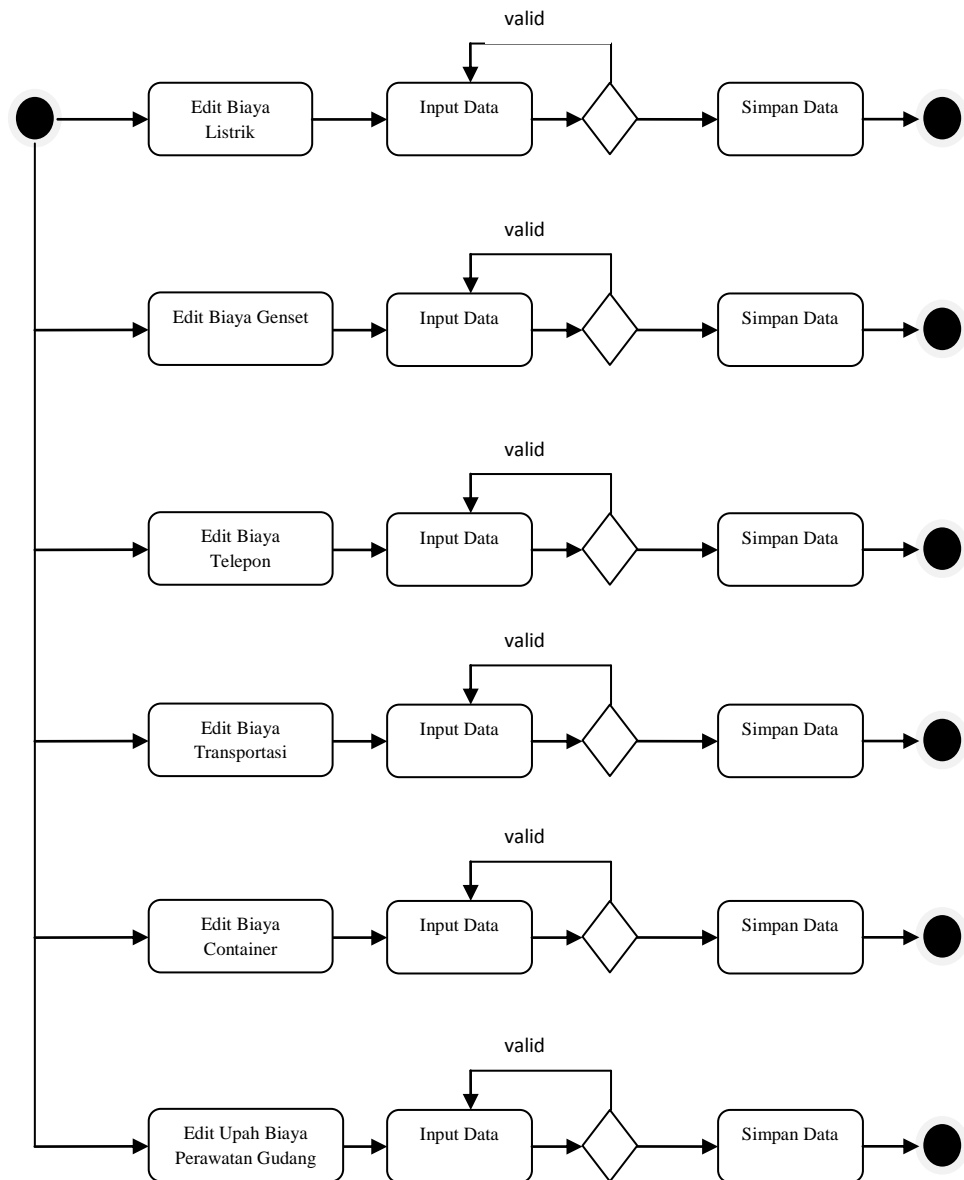 valid
Edit Biaya
Listrik
Input Data
Simpan Data
valid
Edit Biaya Genset
Input Data
Simpan Data
valid
Edit Biaya
Telepon
Input Data
Simpan Data
valid
Edit Biaya
Transportasi
Input Data
Simpan Data
valid
Edit Biaya
Container
Input Data
Simpan Data
valid
Edit Upah Biaya
Perawatan Gudang
Input Data
Simpan Data